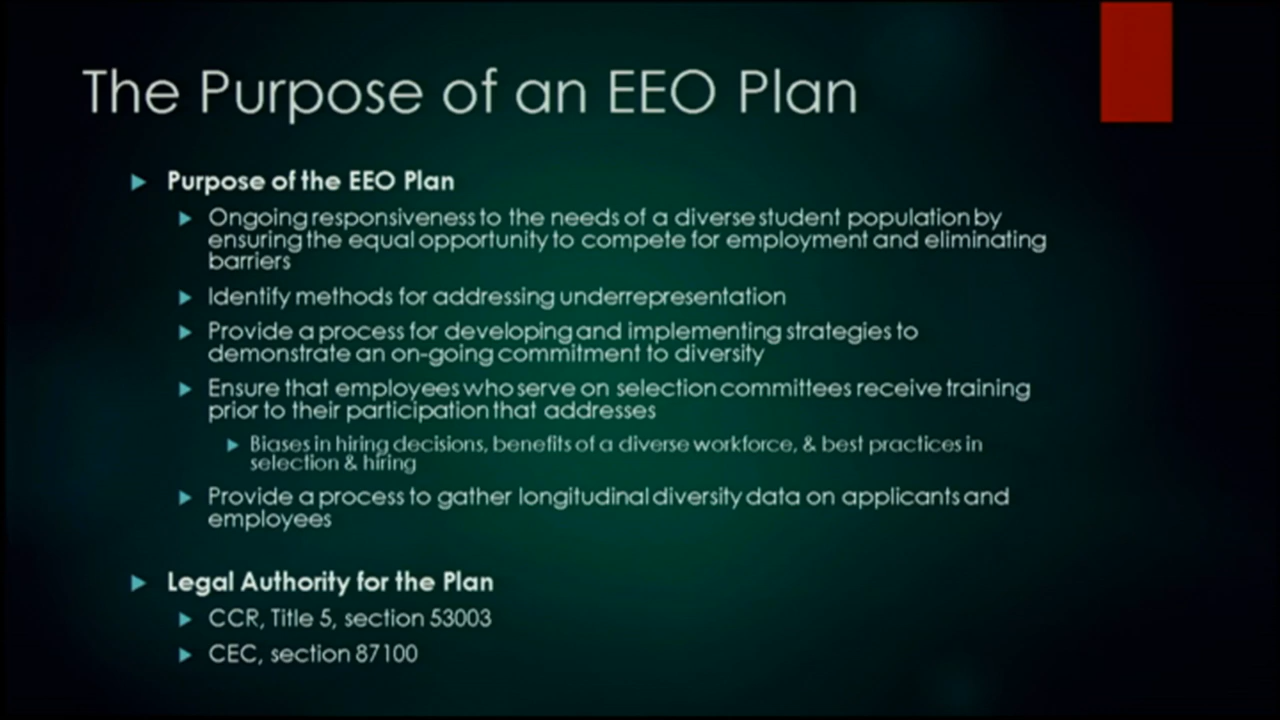 The Purpose of an EEO Plan
Purpose of the EEO Plan
Ongoing responsiveness to the needs of a diverse student population by
ensuring the equal opportunity to compete for employment and eliminating
barriers
Identify methods for addressing underrepresentation
Provide a process for developing and implementing strategies to
demonstrate an on-going commitment to diversity
Ensure that employees who serve on selection committees receive training
prior to their participation that addresses
Biases in hiring decisions, benefits of a diverse workforce, & best practices in
selection & hiring
Provide a process to gather longitudinal diversity data on applicants and
employees
Legal Authority for the Plan
CCR, Title 5, section 53003
CEC, section 87100